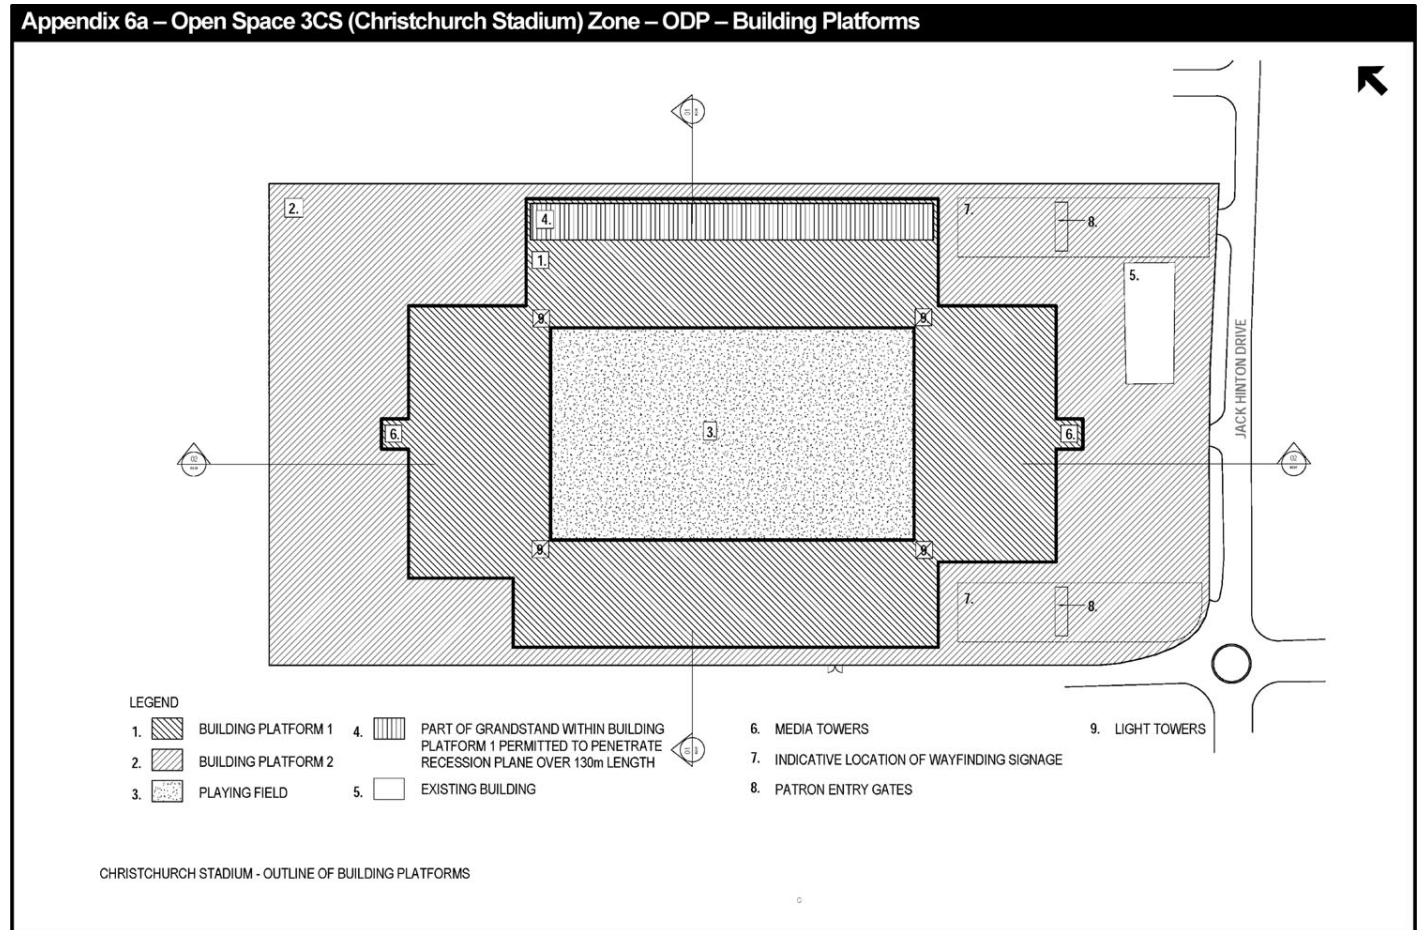 Appendix 6a – Open Space 3CS (Christchurch Stadium) Zone – ODP – Building Platforms
01
2.
4.
7.
8.
1.
5.
9.
9.
JACK HINTON DRIVE
6.
3.
6.
02
02
9.
9.
7.
8.
LEGEND
1. BUILDING PLATFORM 1
2. BUILDING PLATFORM 2
3. PLAYING FIELD
4. PART OF GRANDSTAND WITHIN BUILDING
PLATFORM 1 PERMITTED TO PENETRATE
RECESSION PLANE OVER 130m LENGTH
01
5. EXISTING BUILDING
6. MEDIA TOWERS
7. INDICATIVE LOCATION OF WAYFINDING SIGNAGE
8. PATRON ENTRY GATES
9. LIGHT TOWERS
CHRISTCHURCH STADIUM - OUTLINE OF BUILDING PLATFORMS